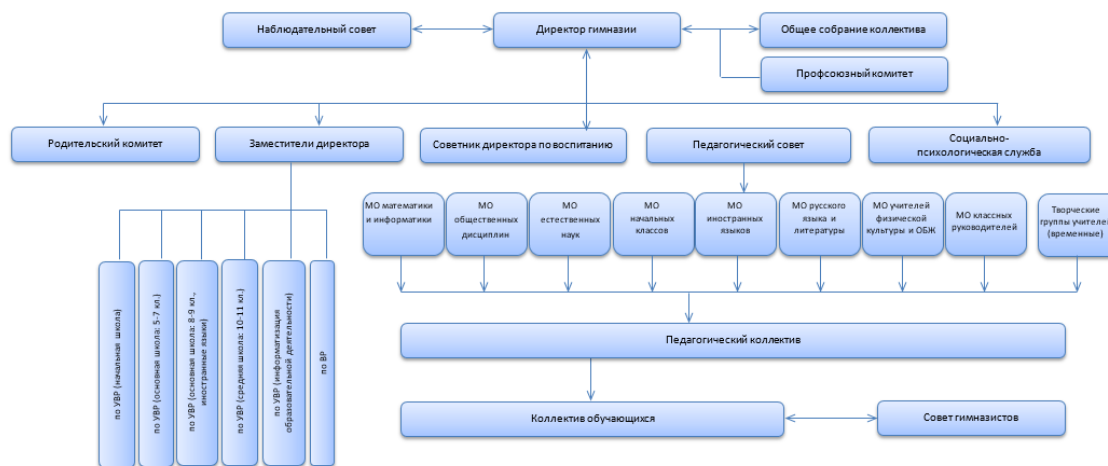 Наблюдательный совет
Директор гимназии
Общее собрание коллектива
Профсоюзный комитет
Родительский комитет
Заместители директора
Советник директора по воспитанию
Педагогический совет
Социально-
психологическая служба
МО математики
и информатики
МО
общественных
дисциплин
МО
естественных
наук
МО
начальных
классов
МО
иностранных
языков
МО русского
языка и
литературы
МО учителей
физической
культуры и ОБЖ
МО классных
руководителей
Творческие
группы учителей
(временные)
по УВР (начальная школа)
по УВР (основная школа: 5-7 кл.)
по УВР (основная школа: 8-9 кл.,
иностранные языки)
по УВР (средняя школа: 10-11 кл.)
по УВР (информатизация
образовательной деятельности)
по ВР
Педагогический коллектив
Коллектив обучающихся
Совет гимназистов